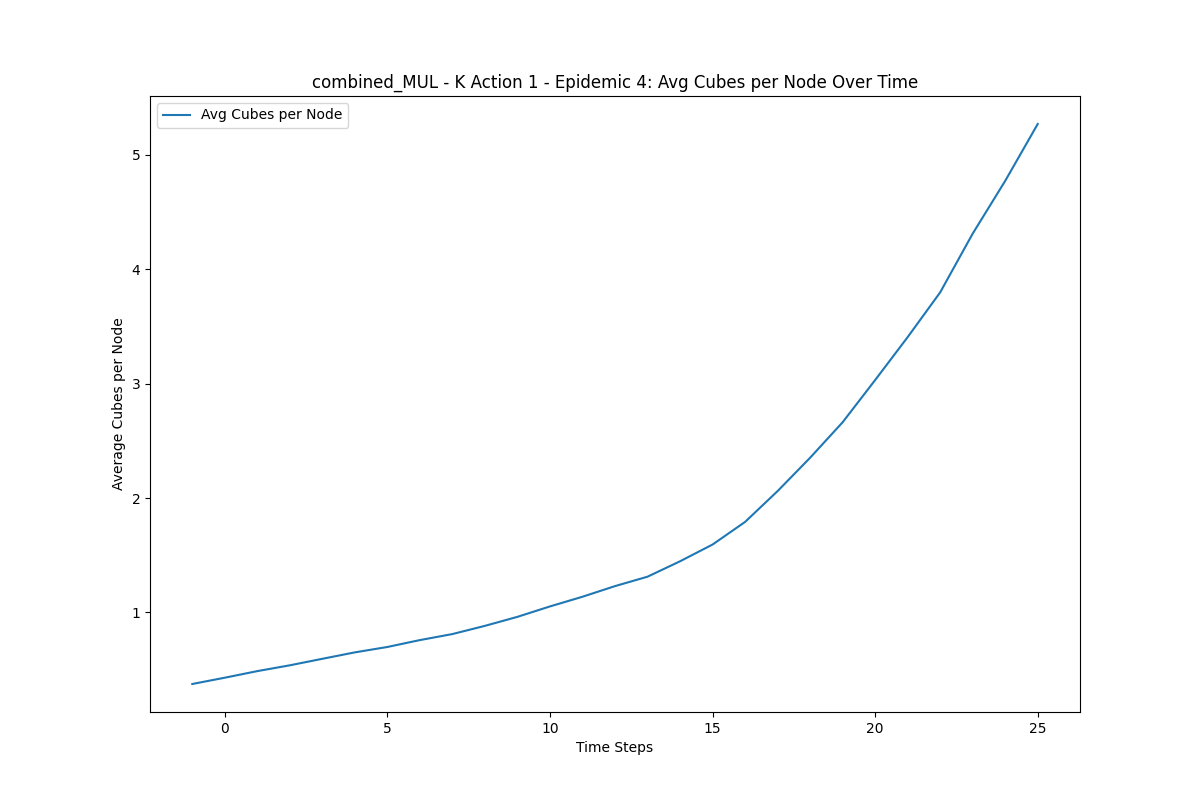 combined_MUL - K Action 1 - Epidemic 4: Avg Cubes per Node Over Time
Avg Cubes per Node
Average Cubes per Node
5
4
3
2
1
0 5 10 15 20 25
Time Steps